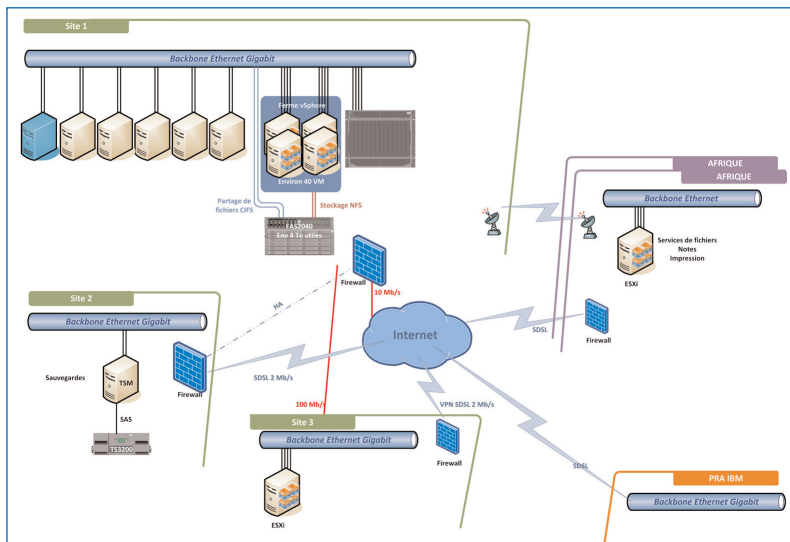 Site 1
Backbone Ethernet Gigabit
Ferme vSphere
Environ 40 VM
Partage de
fichiers CIFS
Stockage NFS
FAS2040
Env 4 To utiles
Firewall
10 Mb/s
AFRIQUE
AFRIQUE
Backbone Ethernet
Services de fichiers
Notes
Impression
ESXi
Firewall
SDSL
Internet
Site 2
Backbone Ethernet Gigabit
HA
Sauvegardes
TSM
Firewall
SDSL 2 Mb/s
SAS
TS3200
100 Mb/s
VPN SDSL 2 Mb/s
Site 3
Backbone Ethernet Gigabit
Firewall
ESXi
SDSL
PRA IBM
Backbone Ethernet Gigabit